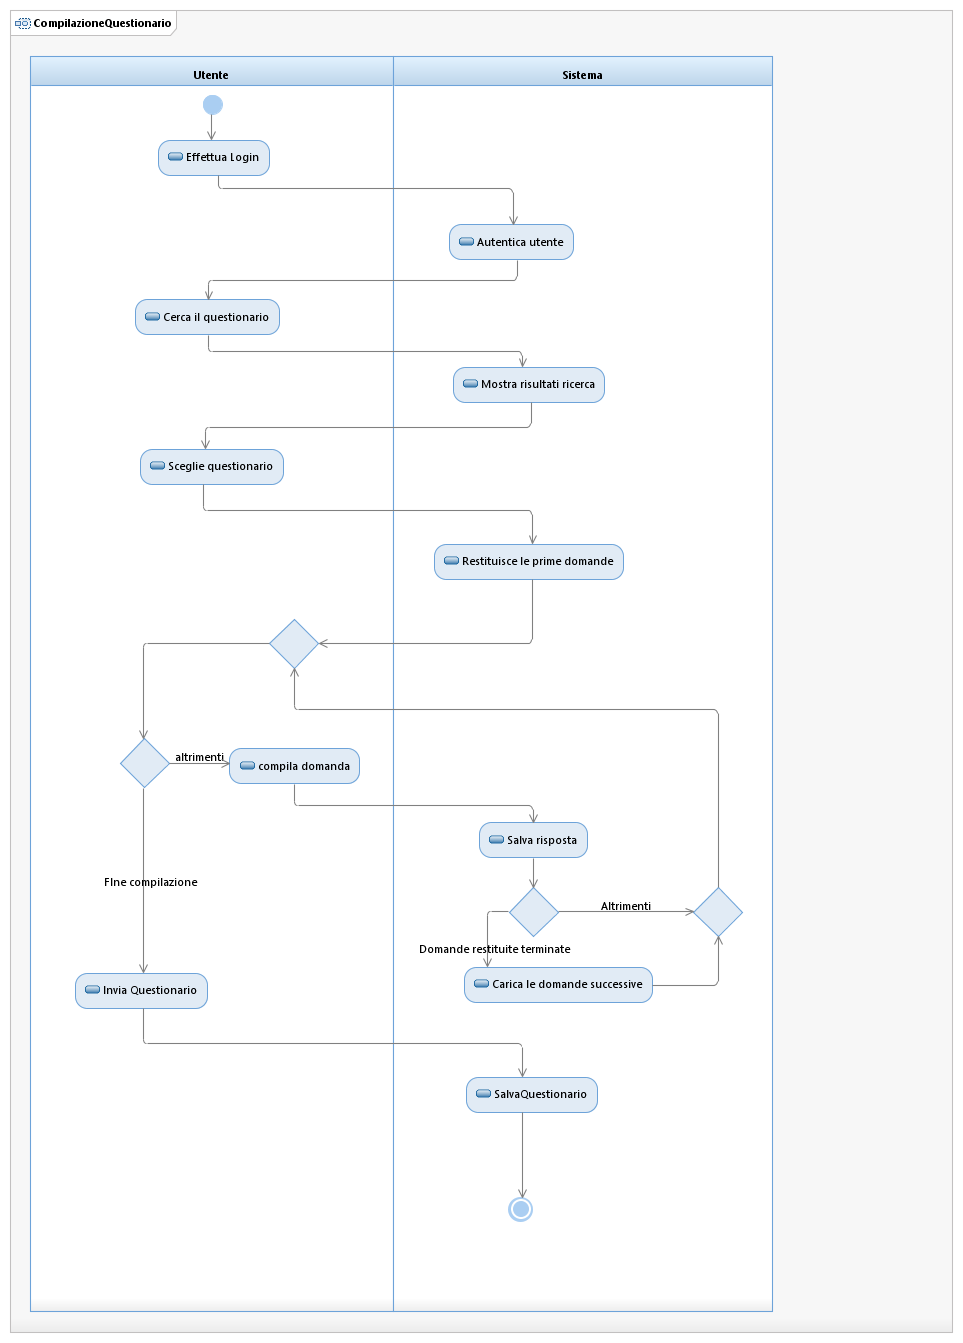 CompilazioneQuestionario
Utente
Sistema
Effettua Login
Autentica utente
Cerca il questionario
Mostra risultati ricerca
Sceglie questionario
Restituisce le prime domande
altrimenti
compila domanda
Salva risposta
FIne compilazione
Altrimenti
Domande restituite terminate
Carica le domande successive
Invia Questionario
SalvaQuestionario